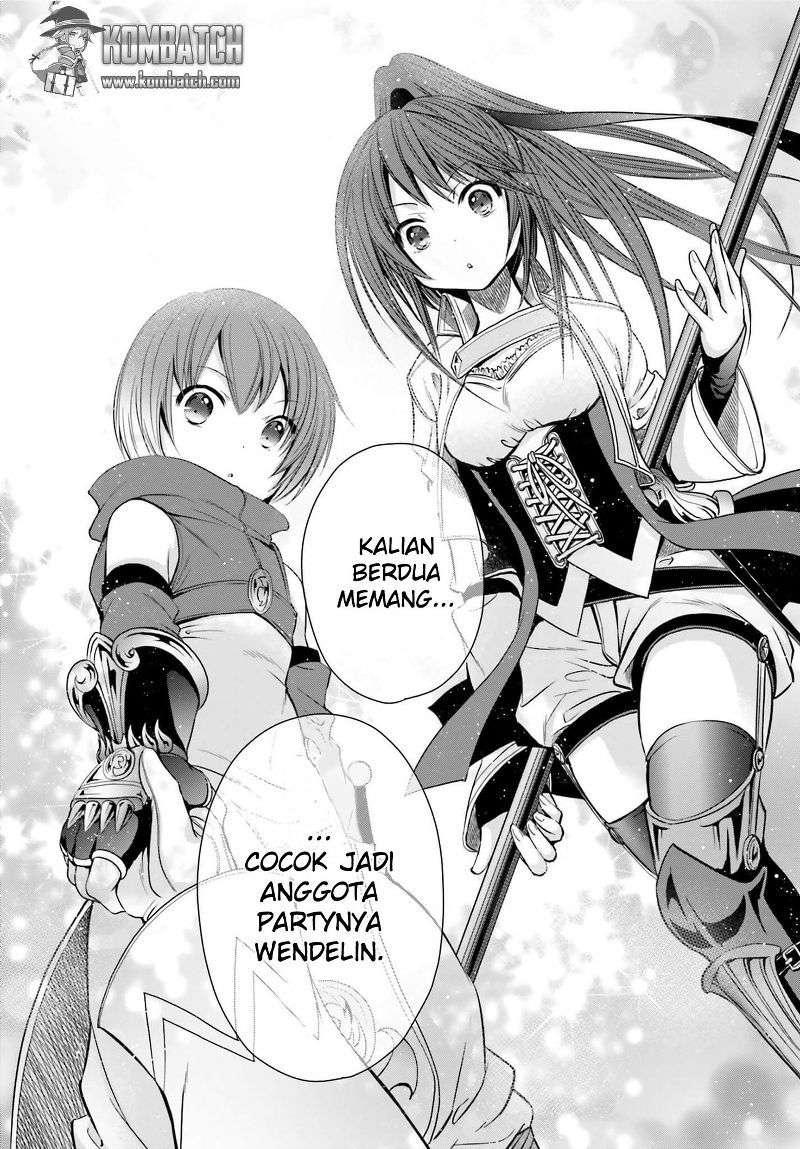 KOMBATCH
www.kombatch.com
KALIAN
BERDUA
MEMANG...
...
COCOK JADI
ANGGOTA
PARTYNYA
WENDELIN.